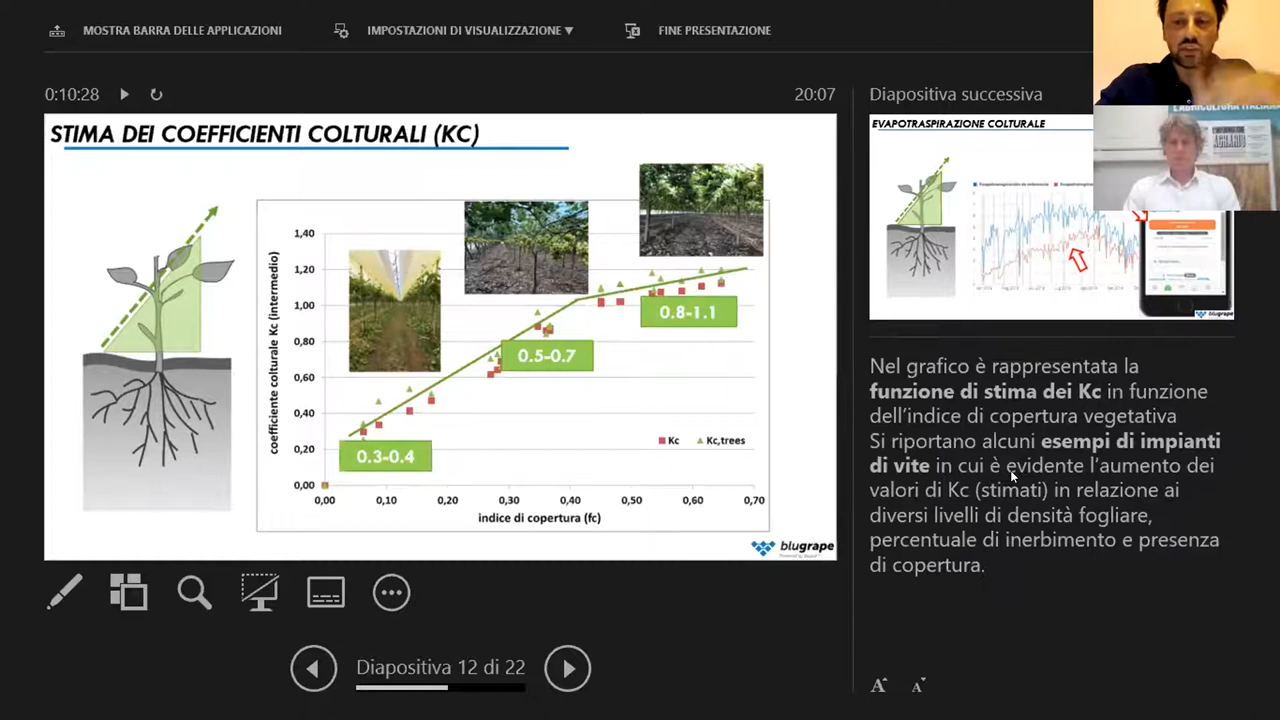 MOSTRA BARRA DELLE APPLICAZIONI
IMPOSTAZIONI DI VISUALIZZAZIONE ▼
FINE PRESENTAZIONE
0:10:28
20:07
Diapositiva successiva
STIMA DEI COEFFICIENTI COLTURALI (KC)
coefficiente colturale Kc (intermedio)
1,40
1,20
1,00
0,80
0,60
0,40
0,20
0,00
0.3-0.4
0.5-0.7
0.8-1.1
Kc
Kc,trees
0,00
0,10
0,20
0,30
0,40
0,50
0,60
0,70
indice di copertura (fc)
blugrape
EVAPOTRASPIRAZIONE COLTURALE
blugrape
L'AGRICOLTURA ITALIANA
L'INFORMATORE
AGRARIO
Nel grafico è rappresentata la
funzione di stima dei Kc in funzione
dell'indice di copertura vegetativa
Si riportano alcuni esempi di impianti
di vite in cui è evidente l'aumento dei
valori di Kc (stimati) in relazione ai
diversi livelli di densità fogliare,
percentuale di inerbimento e presenza
di copertura.
Diapositiva 12 di 22
A
A